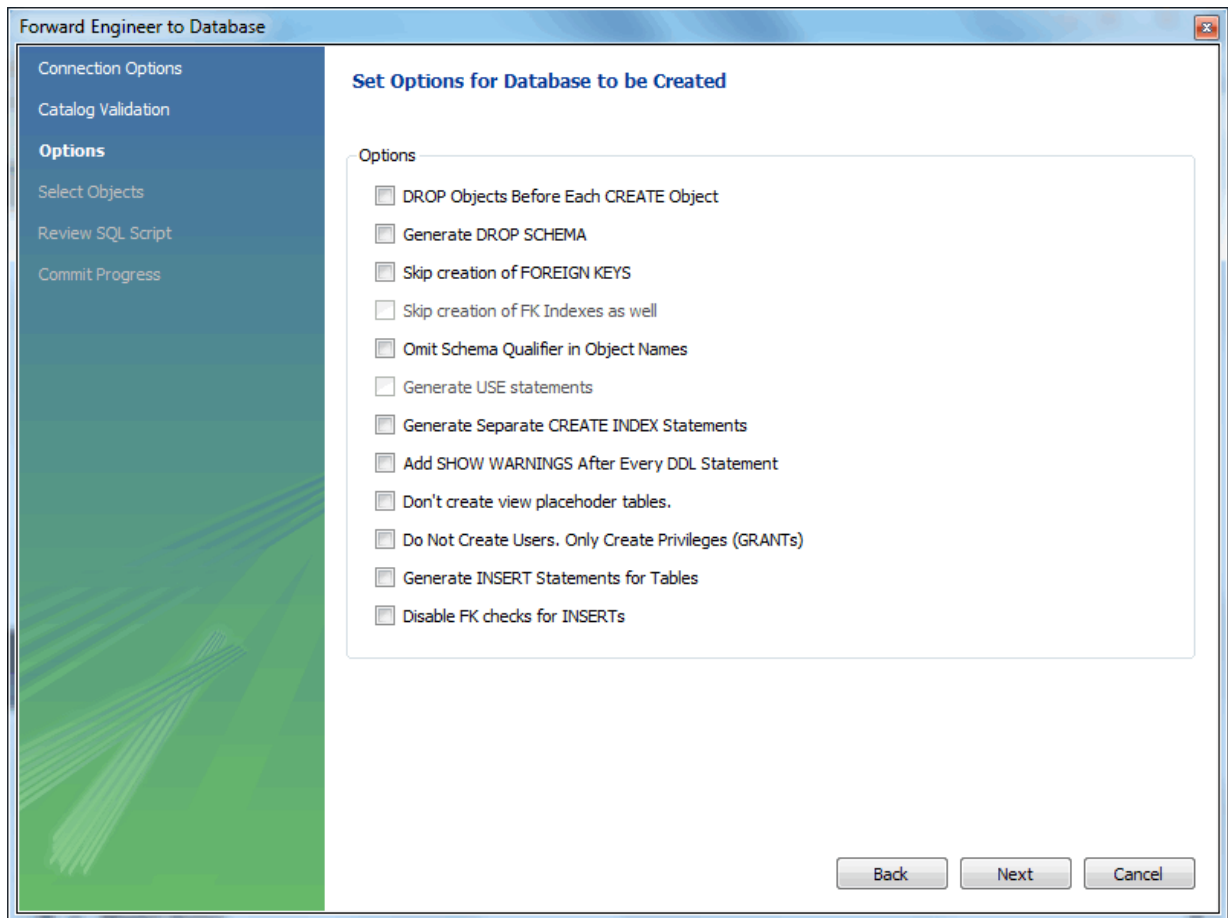 Forward Engineer to Database
Connection Options
Catalog Validation
Options
Select Objects
Review SQL Script
Commit Progress
Set Options for Database to be Created
Options
DROP Objects Before Each CREATE Object
Generate DROP SCHEMA
Skip creation of FOREIGN KEYS
Skip creation of FK Indexes as well
Omit Schema Qualifier in Object Names
Generate USE statements
Generate Separate CREATE INDEX Statements
Add SHOW WARNINGS After Every DDL Statement
Don't create view placehoder tables.
Do Not Create Users. Only Create Privileges (GRANTs)
Generate INSERT Statements for Tables
Disable FK checks for INSERTs
Back Next Cancel